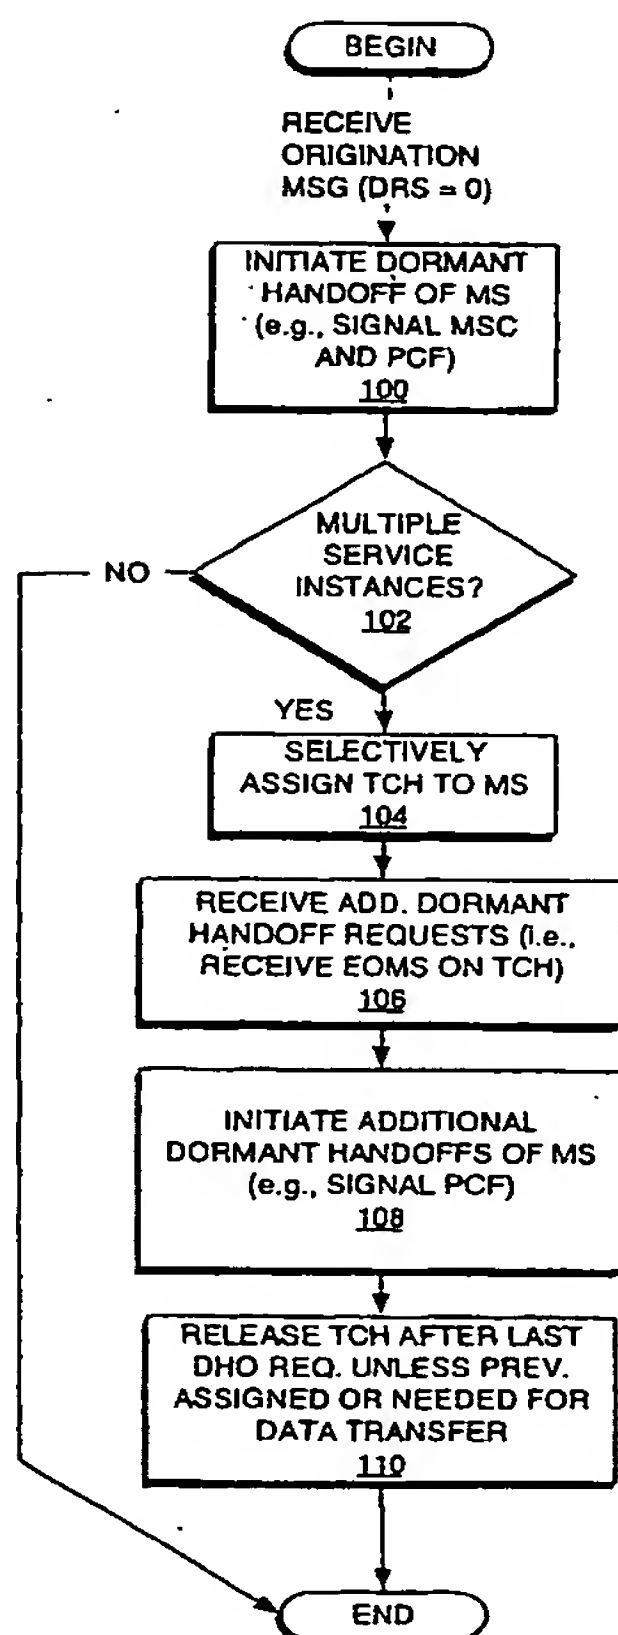 BEGIN
RECEIVE
ORIGINATION
MSG (DRS = 0)
INITIATE DORMANT
HANDOFF OF MS
(e.g., SIGNAL MSC
AND PCF)
100
MULTIPLE
SERVICE
INSTANCES?
102
NO
YES
SELECTIVELY
ASSIGN TCH TO MS
104
RECEIVE ADD. DORMANT
HANDOFF REQUESTS (i.e.,
RECEIVE EOMS ON TCH)
106
INITIATE ADDITIONAL
DORMANT HANDOFFS OF MS
(e.g., SIGNAL PCF)
108
RELEASE TCH AFTER LAST
DHO REQ. UNLESS PREV.
ASSIGNED OR NEEDED FOR
DATA TRANSFER
110
END